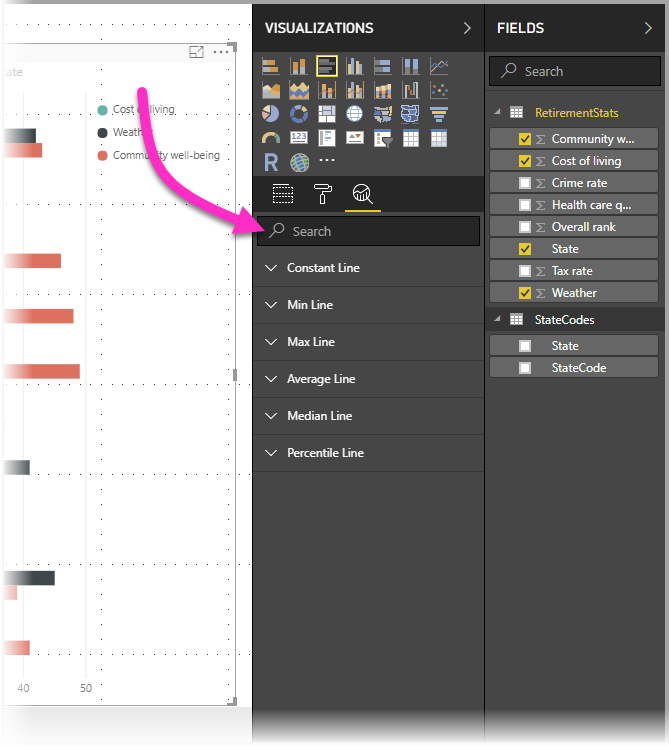 tate
Cost of living
Weather
Community well-being
40
50
VISUALIZATIONS
123
R
Search
Constant Line
Min Line
Max Line
Average Line
Median Line
Percentile Line
FIELDS
Search
RetirementStats
Σ Community w...
Σ Cost of living
Σ Crime rate
Σ Health care q...
Σ Overall rank
State
Σ Tax rate
Σ Weather
StateCodes
State
StateCode